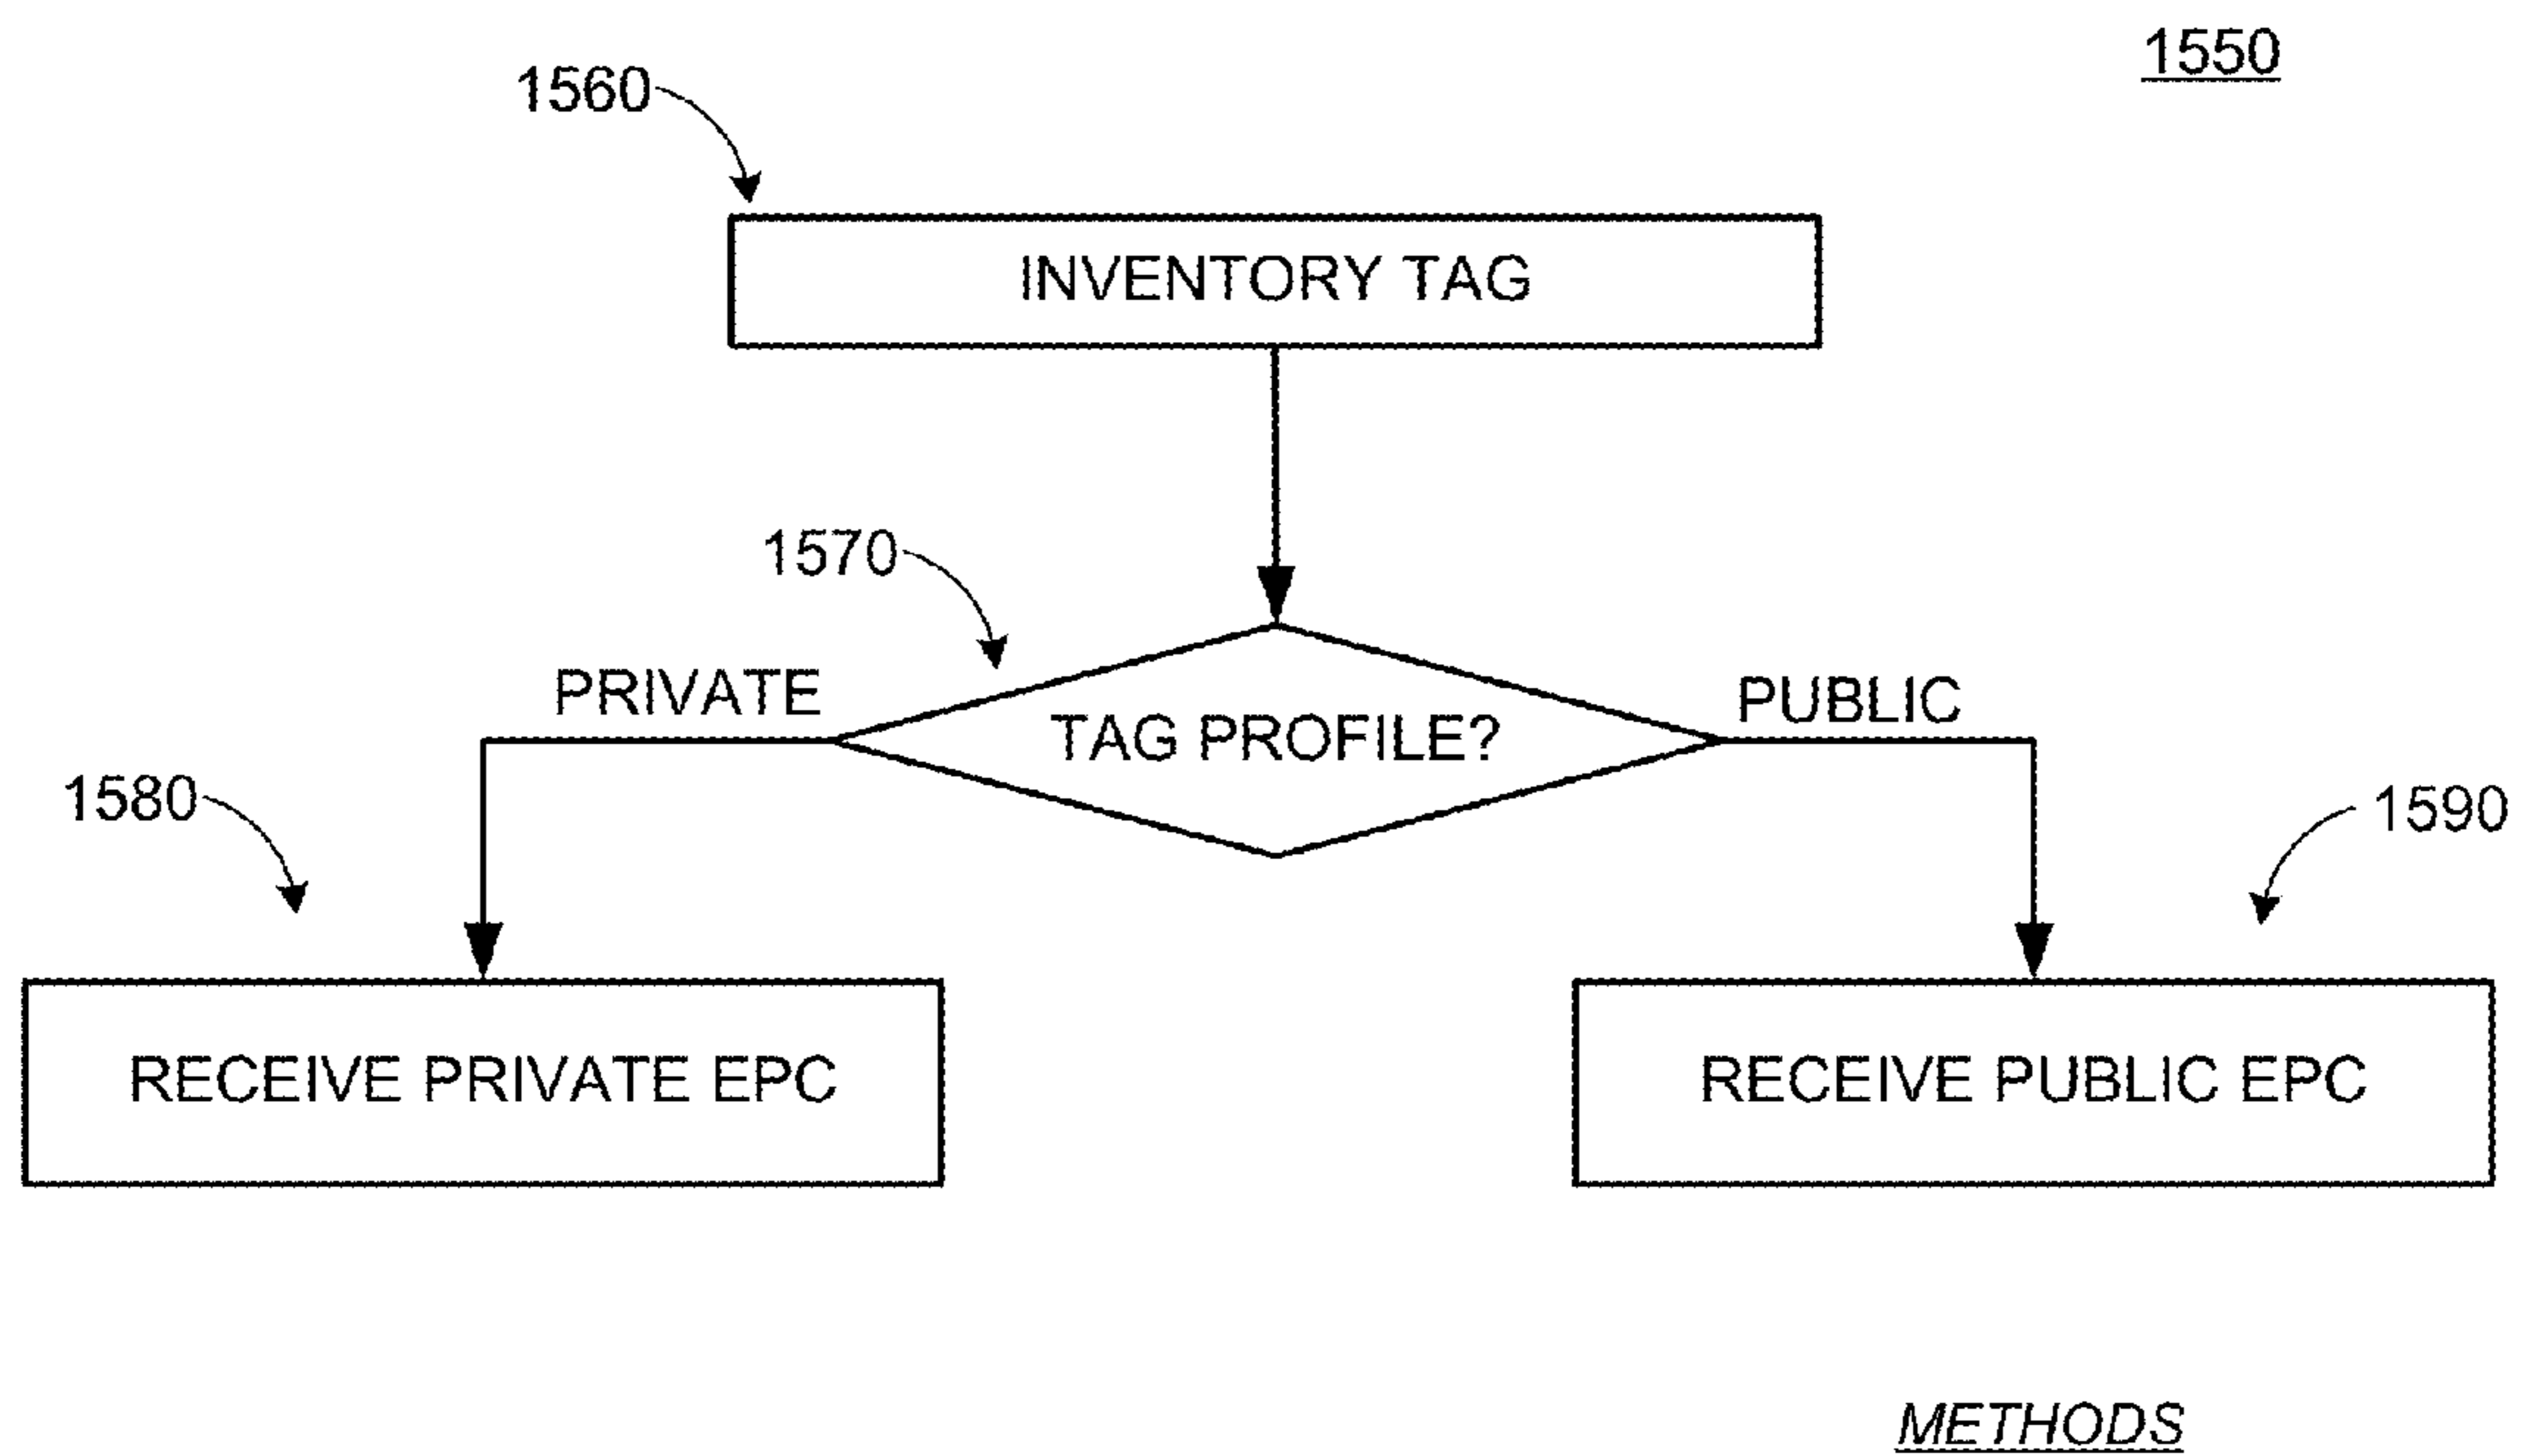 1550
1560
INVENTORY TAG
1570
PRIVATE
TAG PROFILE?
PUBLIC
1580
1590
RECEIVE PRIVATE EPC
RECEIVE PUBLIC EPC
METHODS